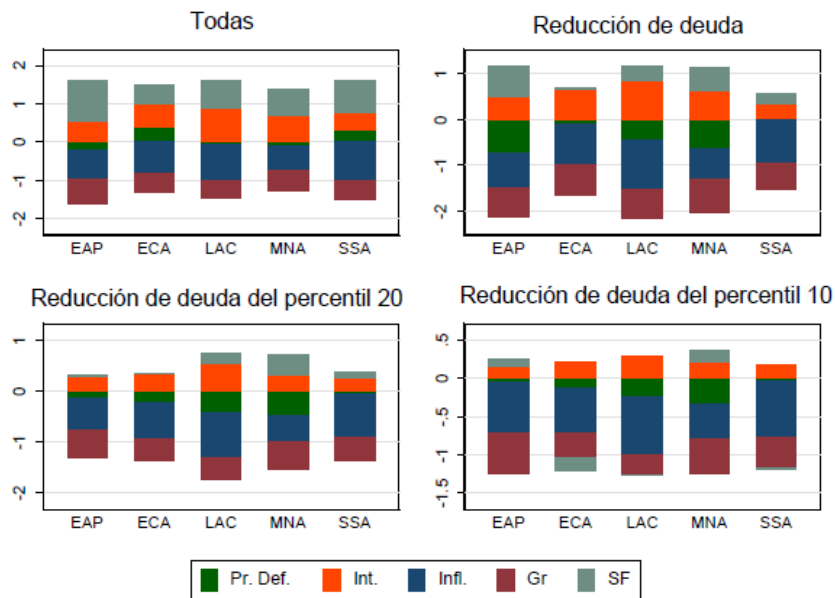 Todas
2
1
0
-1
-2
EAP ECA LAC MNA SSA
Reducción de deuda
1
0
-1
-2
EAP ECA LAC MNA SSA
Reducción de deuda del percentil 20
1
0
-1
-2
EAP ECA LAC MNA SSA
Reducción de deuda del percentil 10
.5
0
-.5
-1
-1.5
EAP ECA LAC MNA SSA
Pr. Def. Int. Infl. Gr SF